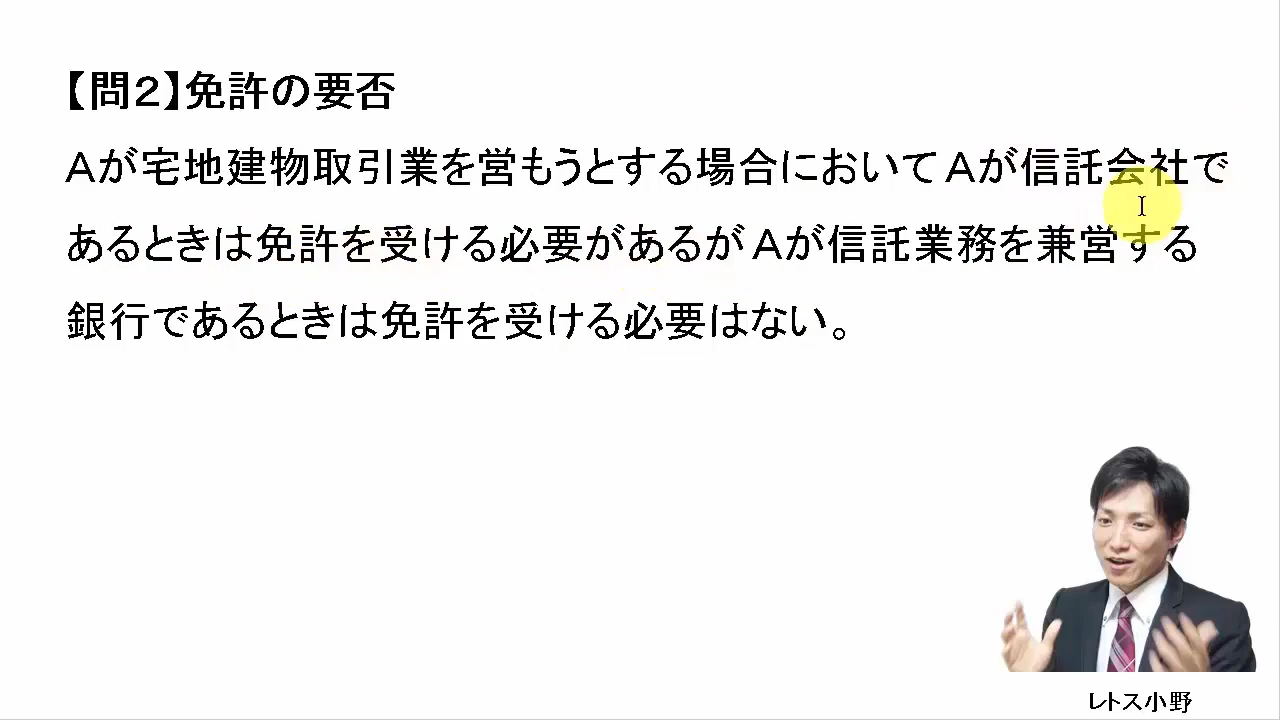 【問２】免許の要否
Ａが宅地建物取引業を営もうとする場合においてＡが信託会社で
あるときは免許を受ける必要があるがＡが信託業務を兼営する
銀行であるときは免許を受ける必要はない。
レトス小野